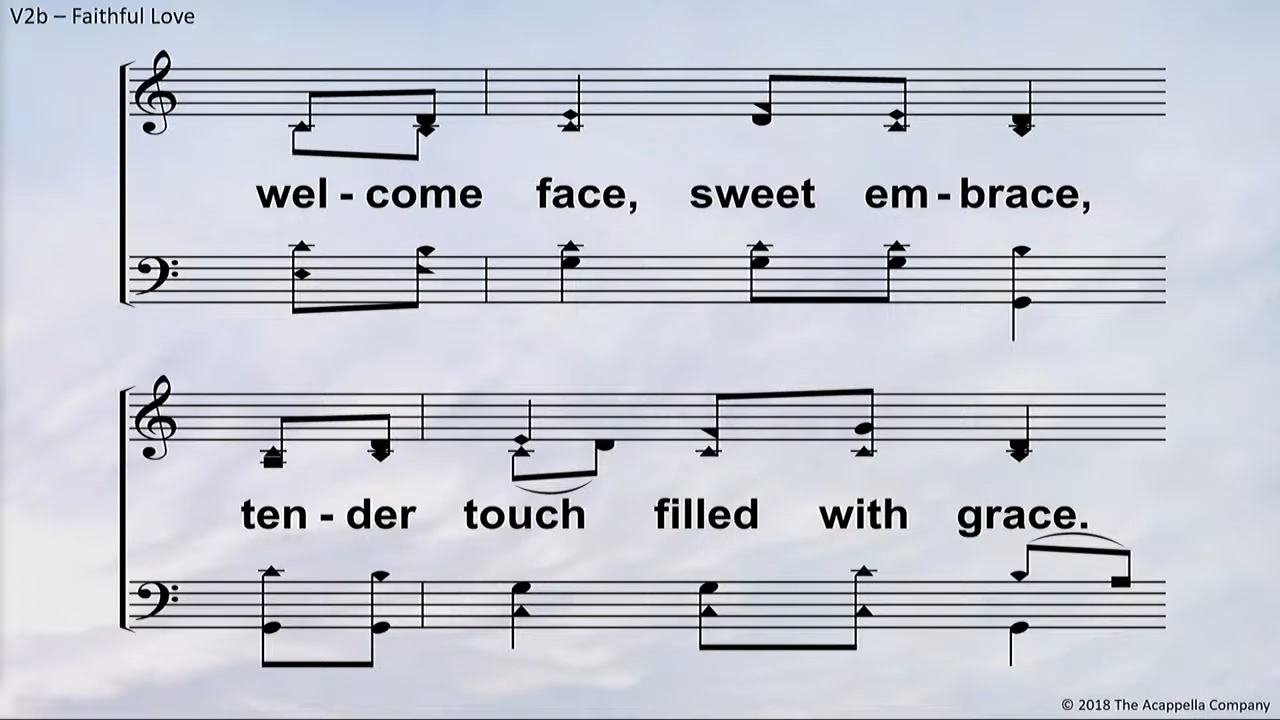 V2b – Faithful Love
wel - come face, sweet em - brace,
ten - der touch filled with grace.
© 2018 The Acappella Company